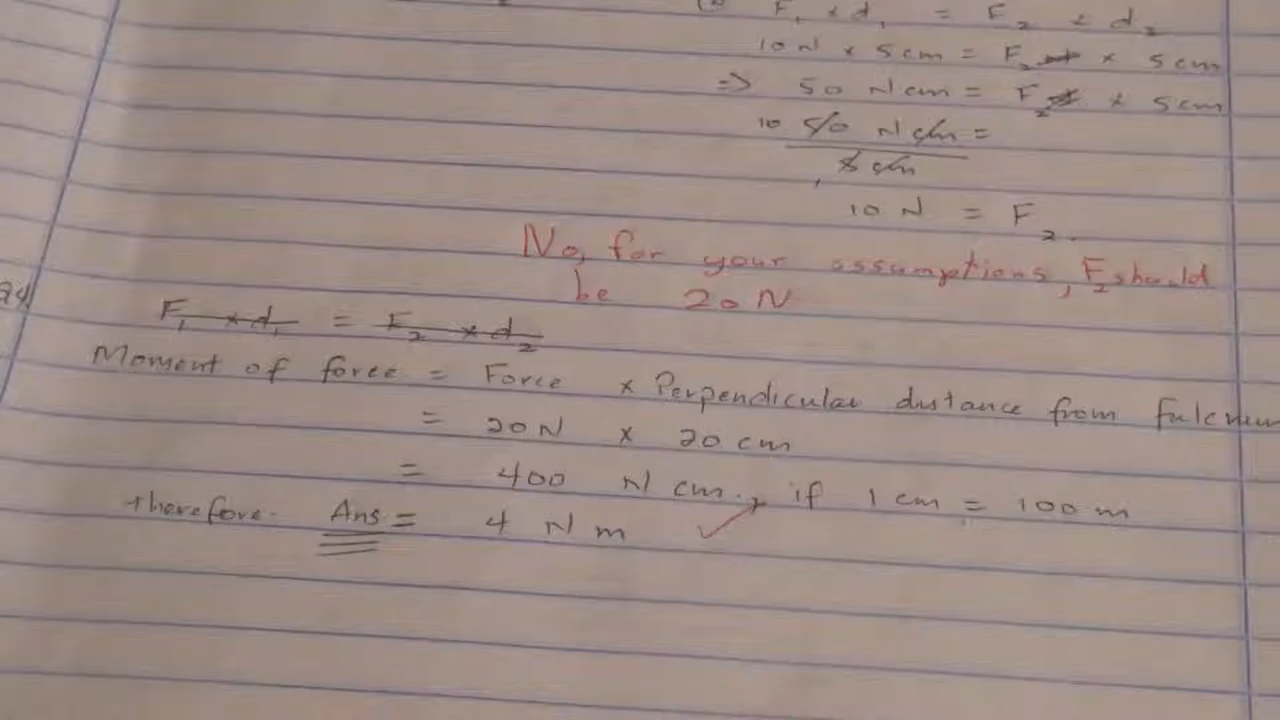 F₁ × d₁ = F₂ × d₂
10 N × 5 cm = F₂ × 5 cm
=> 50 N cm = F₂ × 5 cm
10 50 N cm =
5 cm
10 N = F₂.
No, for your assumptions, F₂ should
be 20 N
F₁ × d₁ = F₂ × d₂
Moment of force = Force × Perpendicular distance from fulcrum
= 20 N × 20 cm
= 400 N cm., if 1 cm = 100 m
therefore. Ans = 4 N m ✓